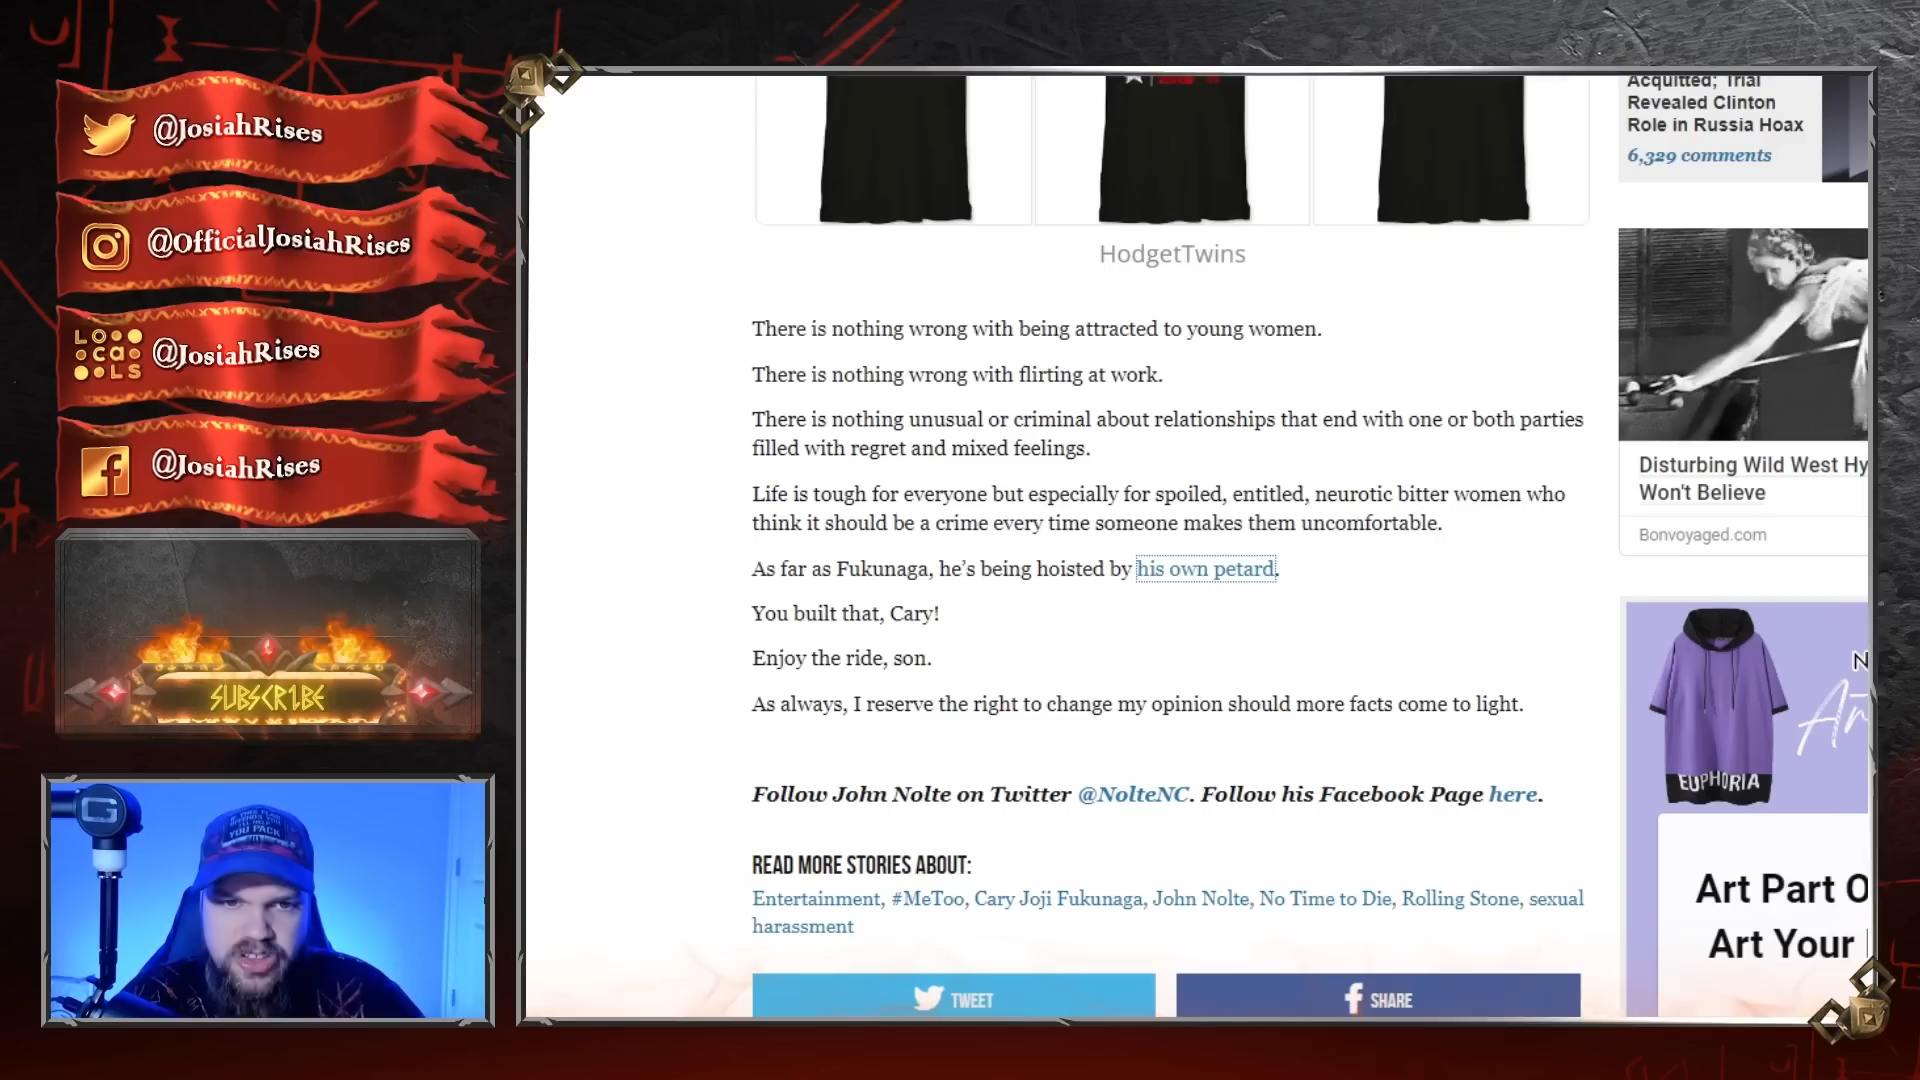 @JosiahRises
@OfficialJosiahRises
LOCALS
@JosiahRises
@JosiahRises
SUBSCRIBE
YOU PACK
G
HodgetTwins
There is nothing wrong with being attracted to young women.
There is nothing wrong with flirting at work.
There is nothing unusual or criminal about relationships that end with one or both parties
filled with regret and mixed feelings.
Life is tough for everyone but especially for spoiled, entitled, neurotic bitter women who
think it should be a crime every time someone makes them uncomfortable.
As far as Fukunaga, he's being hoisted by his own petard.
You built that, Cary!
Enjoy the ride, son.
As always, I reserve the right to change my opinion should more facts come to light.
Follow John Nolte on Twitter @NolteNC. Follow his Facebook Page here.
READ MORE STORIES ABOUT:
Entertainment, #MeToo, Cary Joji Fukunaga, John Nolte, No Time to Die, Rolling Stone, sexual
harassment
TWEET
SHARE
Acquitted; Trial
Revealed Clinton
Role in Russia Hoax
6,329 comments
Disturbing Wild West Hy
Won't Believe
Bonvoyaged.com
N
Ar
EUPHORIA
Art Part O
Art Your